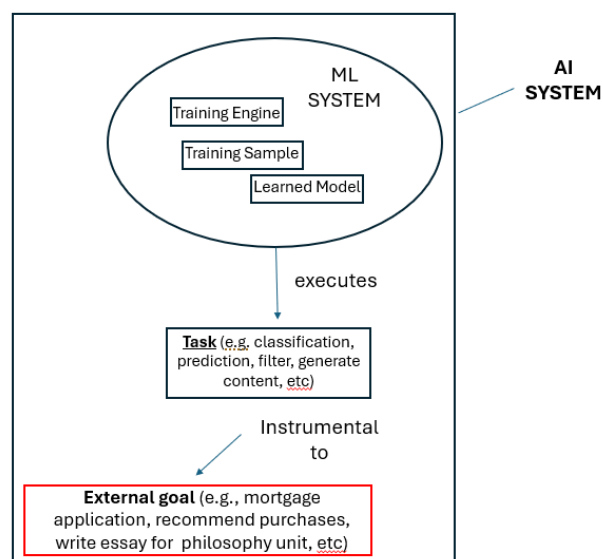 ML
SYSTEM
AI
SYSTEM
Training Engine
Training Sample
Learned Model
executes
Task (e.g. classification,
prediction, filter, generate
content, etc)
Instrumental
to
External goal (e.g., mortgage
application, recommend purchases,
write essay for philosophy unit, etc)